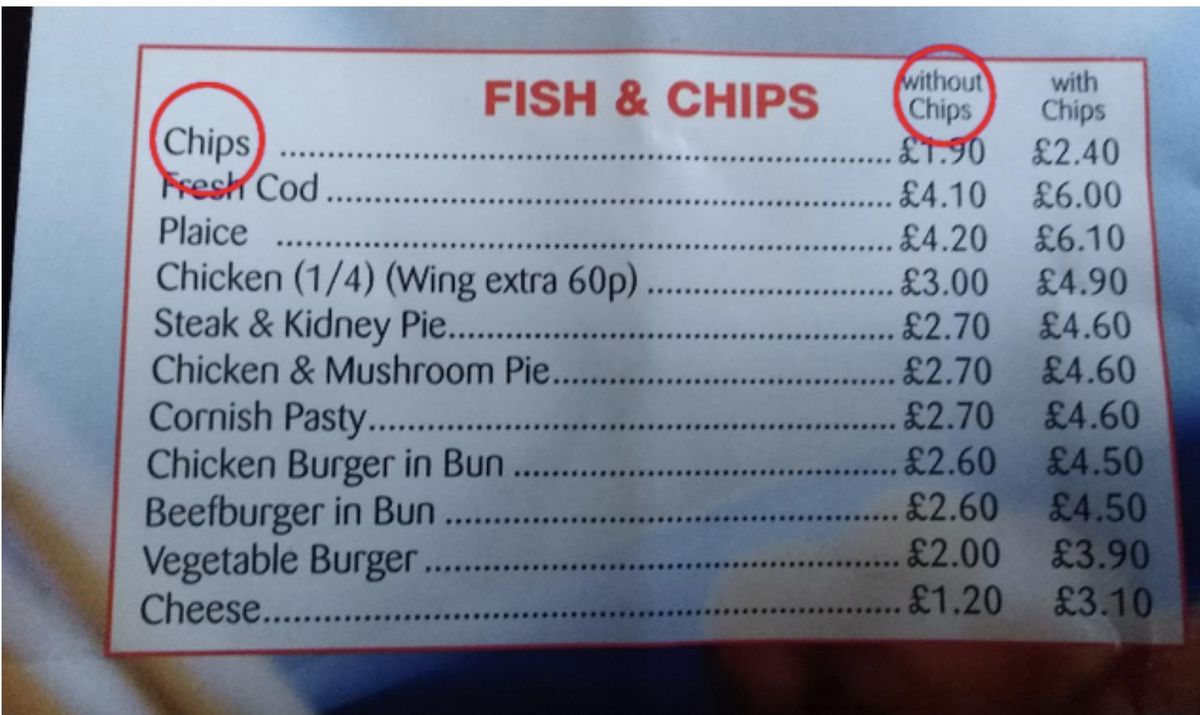 FISH & CHIPS
without Chips
with Chips
Chips ..... £1.90 £2.40
Fresh Cod ..... £4.10 £6.00
Plaice ..... £4.20 £6.10
Chicken (1/4) (Wing extra 60p) ..... £3.00 £4.90
Steak & Kidney Pie..... £2.70 £4.60
Chicken & Mushroom Pie..... £2.70 £4.60
Cornish Pasty..... £2.70 £4.60
Chicken Burger in Bun ..... £2.60 £4.50
Beefburger in Bun ..... £2.60 £4.50
Vegetable Burger ..... £2.00 £3.90
Cheese..... £1.20 £3.10